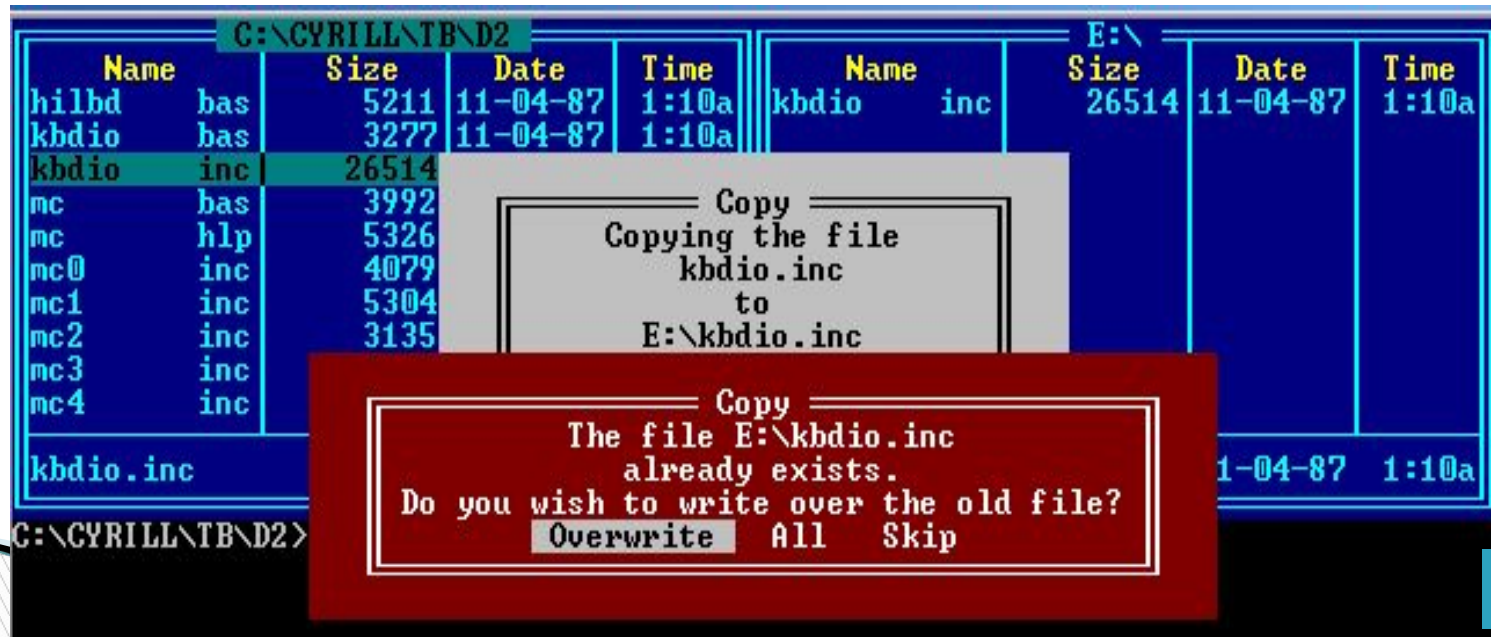 C:\CYRILL\TB\D2
Name Size Date Time
hilbd bas 5211 11-04-87 1:10a
kbdio bas 3277 11-04-87 1:10a
kbdio inc 26514
mc bas 3992
mc hlp 5326
mc0 inc 4079
mc1 inc 5304
mc2 inc 3135
mc3 inc
mc4 inc
kbdio.inc
E:\
Name Size Date Time
kbdio inc 26514 11-04-87 1:10a
1-04-87 1:10a
Copy
Copying the file
kbdio.inc
to
E:\kbdio.inc
Copy
The file E:\kbdio.inc
already exists.
Do you wish to write over the old file?
Overwrite All Skip
C:\CYRILL\TB\D2>